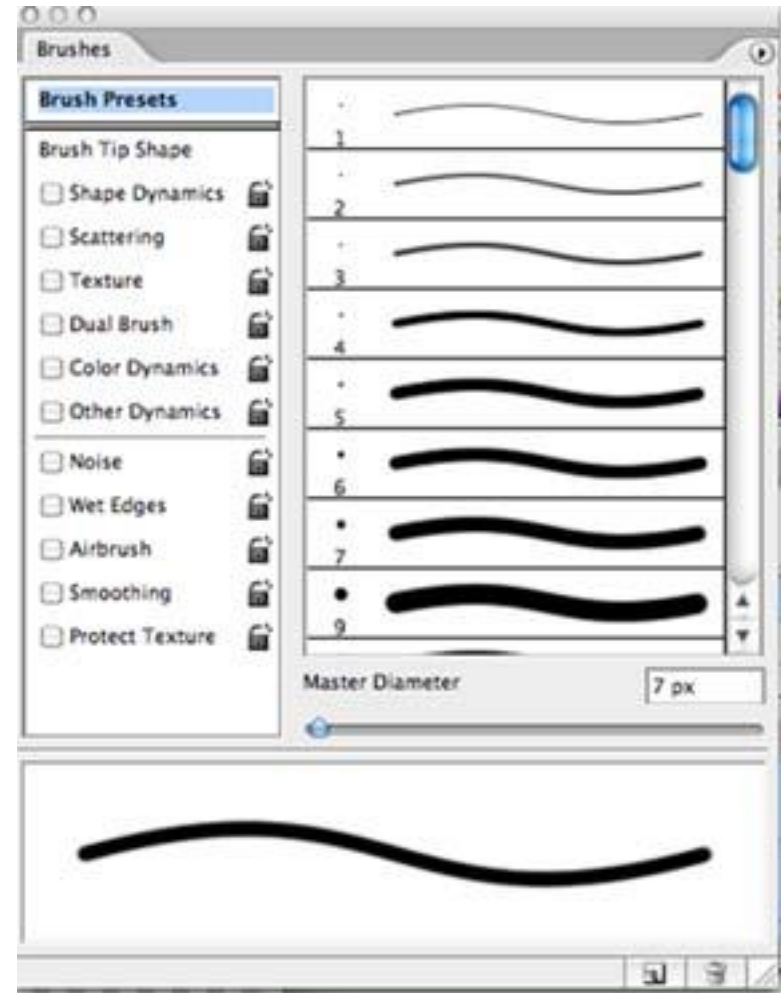 Brushes
Brush Presets
Brush Tip Shape
Shape Dynamics
Scattering
Texture
Dual Brush
Color Dynamics
Other Dynamics
Noise
Wet Edges
Airbrush
Smoothing
Protect Texture
1
2
3
4
5
6
7
9
Master Diameter
7 px